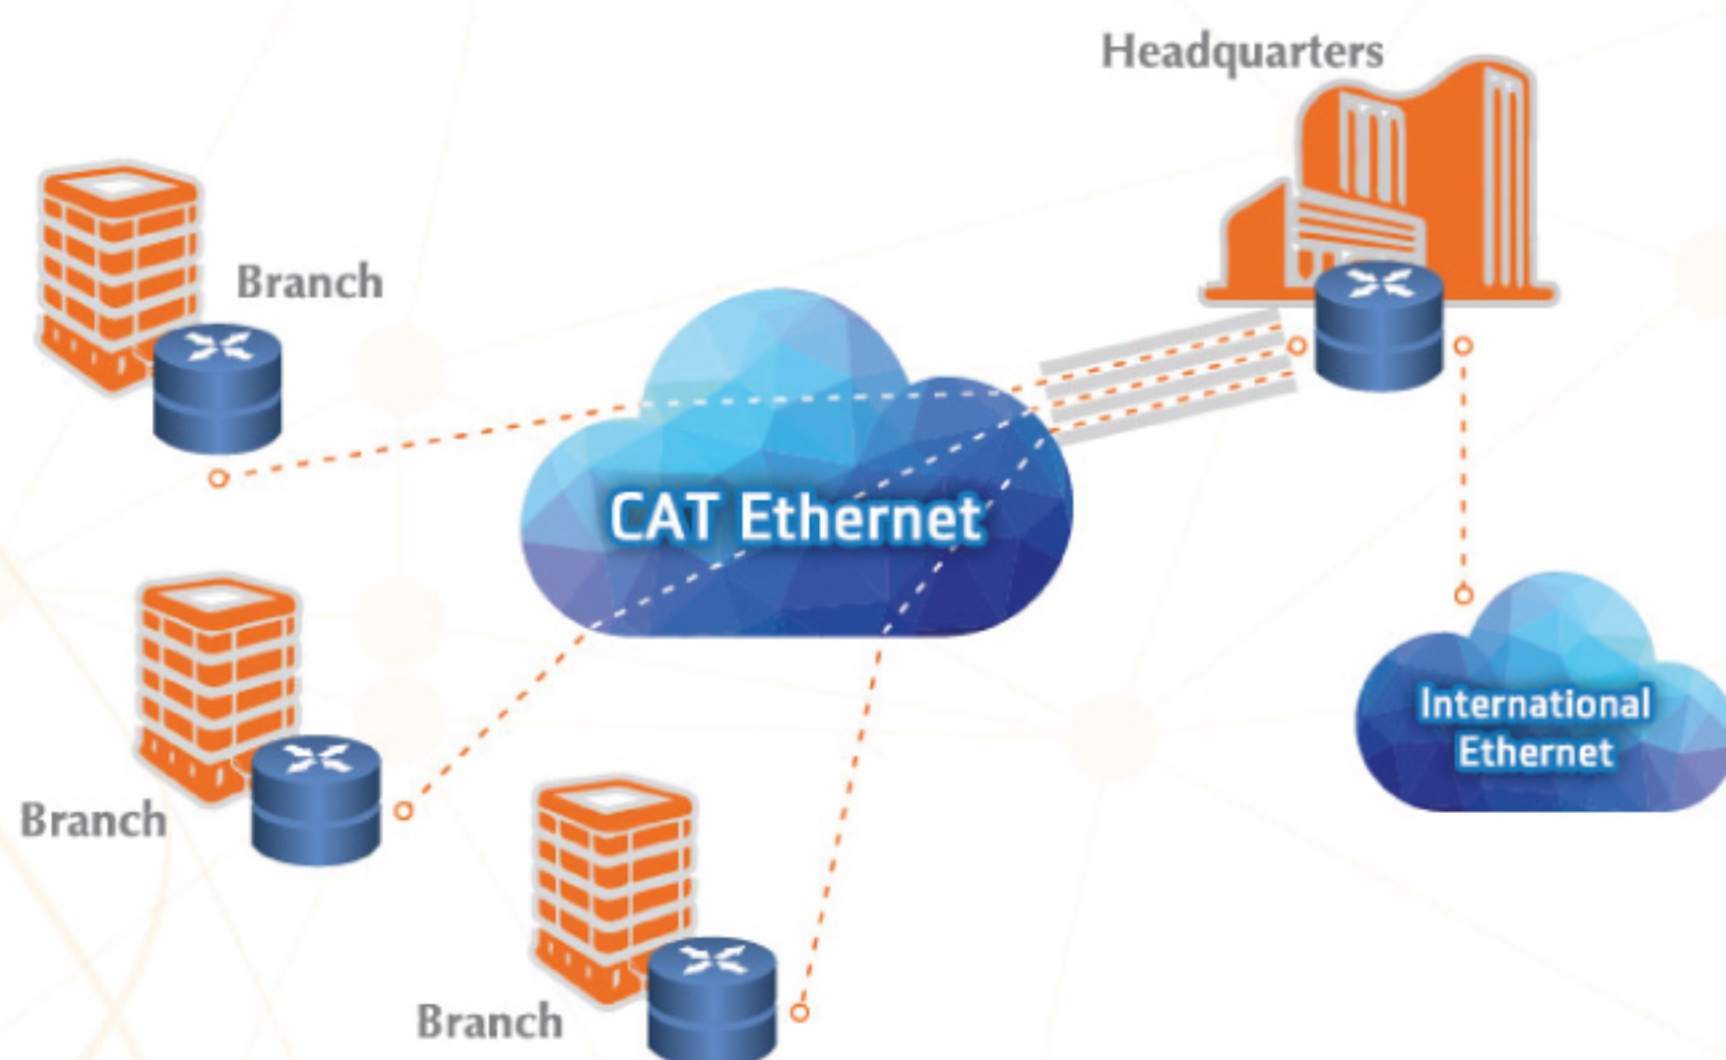 Headquarters
Branch
CAT Ethernet
International
Ethernet
Branch
Branch